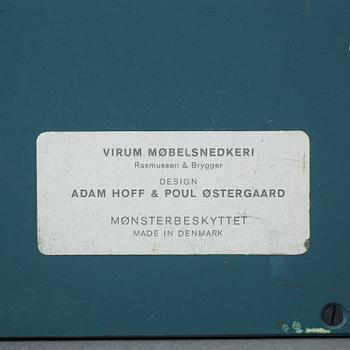 VIRUM MØBELSNEDKERI
Rasmussen & Brygger
DESIGN
ADAM HOFF & POUL ØSTERGAARD
MØNSTERBESKYTTET
MADE IN DENMARK